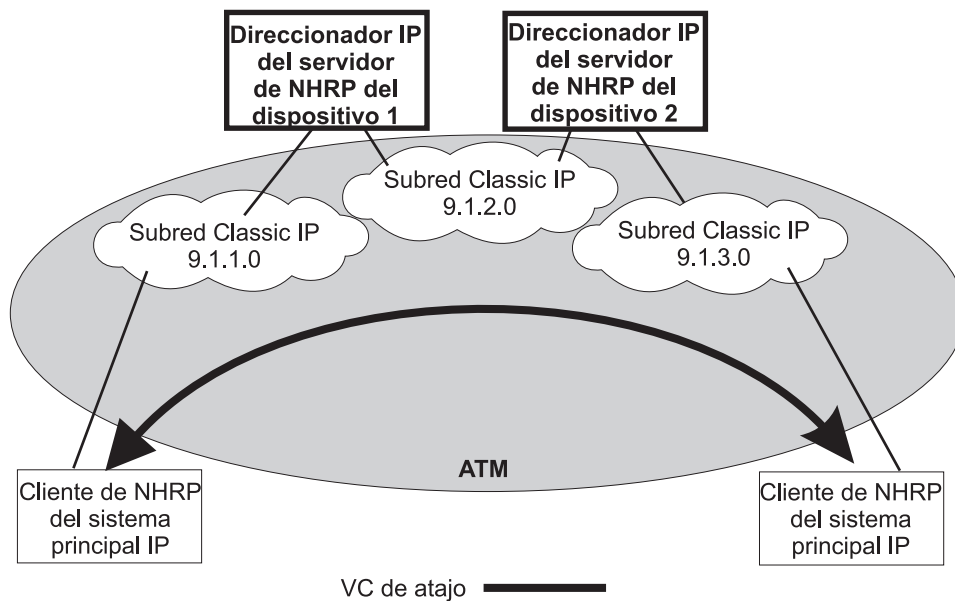 Direccionador IP
del servidor
de NHRP del
dispositivo 1
Direccionador IP
del servidor
de NHRP del
dispositivo 2
Subred Classic IP
9.1.2.0
Subred Classic IP
9.1.1.0
Subred Classic IP
9.1.3.0
ATM
Cliente de NHRP
del sistema
principal IP
Cliente de NHRP
del sistema
principal IP
VC de atajo